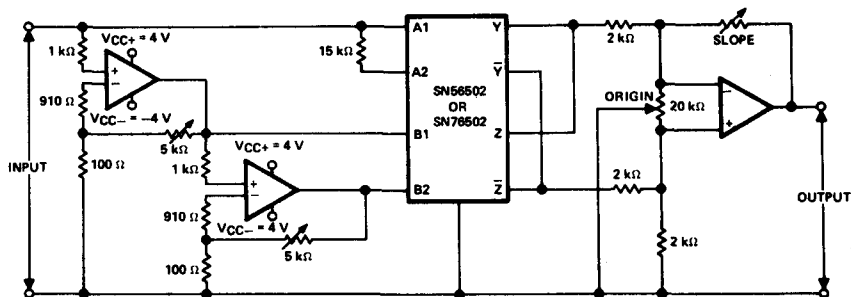 1 kΩ
VCC+ = 4 V
+
−
910 Ω
VCC− = −4 V
5 kΩ
100 Ω
INPUT
1 kΩ
VCC+ = 4 V
+
−
910 Ω
VCC− = 4 V
5 kΩ
100 Ω
15 kΩ
A1
A2
B1
B2
SN56502
OR
SN76502
Y
Y̅
Z
Z̅
2 kΩ
SLOPE
ORIGIN
20 kΩ
−
+
2 kΩ
2 kΩ
OUTPUT